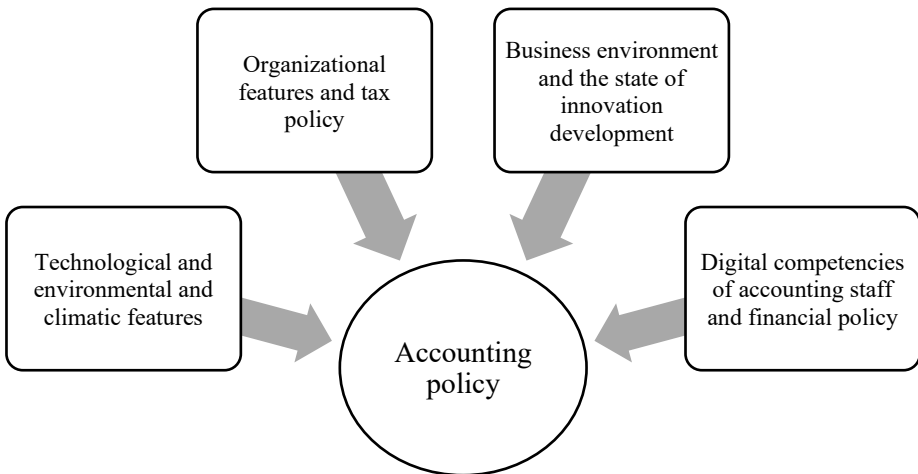 Organizational
features and tax
policy
Business environment
and the state of
innovation
development
Technological and
environmental and
climatic features
Digital competencies
of accounting staff
and financial policy
Accounting
policy